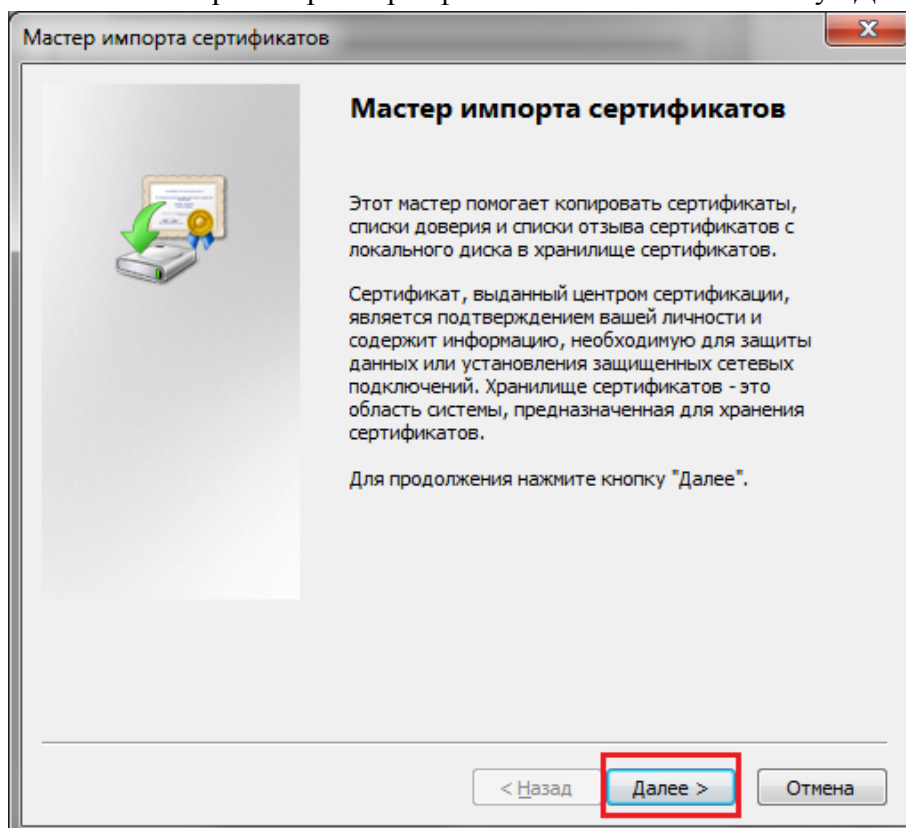 Мастер импорта сертификатов
Мастер импорта сертификатов
Этот мастер помогает копировать сертификаты,
списки доверия и списки отзыва сертификатов с
локального диска в хранилище сертификатов.
Сертификат, выданный центром сертификации,
является подтверждением вашей личности и
содержит информацию, необходимую для защиты
данных или установления защищенных сетевых
подключений. Хранилище сертификатов - это
область системы, предназначенная для хранения
сертификатов.
Для продолжения нажмите кнопку "Далее".
< Назад Далее > Отмена